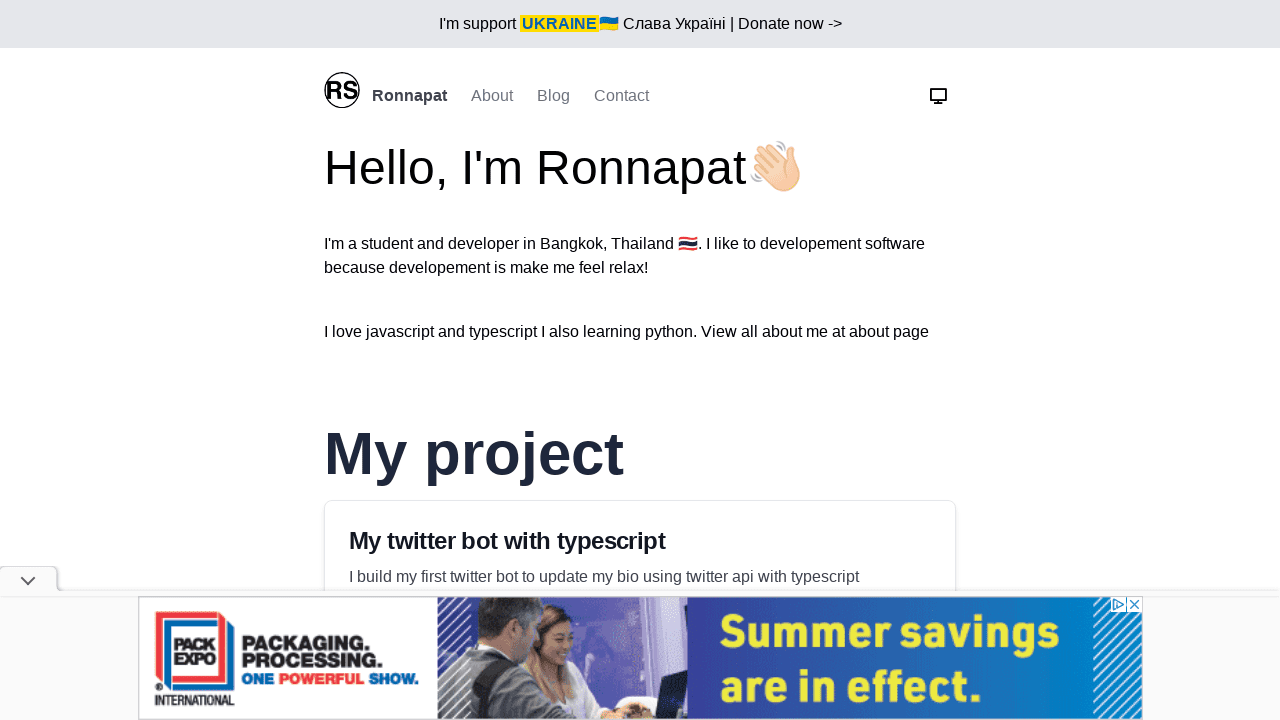 I'm support UKRAINE🇺🇦 Слава Україні | Donate now ->
RS Ronnapat About Blog Contact
Hello, I'm Ronnapat👋🏻
I'm a student and developer in Bangkok, Thailand 🇹🇭. I like to developement software
because developement is make me feel relax!
I love javascript and typescript I also learning python. View all about me at about page
My project
My twitter bot with typescript
I build my first twitter bot to update my bio using twitter api with typescript
PACK
EXPO
INTERNATIONAL
PACKAGING.
PROCESSING.
ONE POWERFUL SHOW.
Summer savings
are in effect.